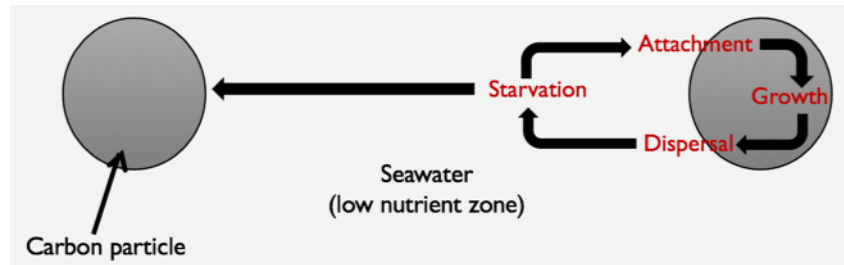 Attachment
Starvation
Growth
Dispersal
Seawater
(low nutrient zone)
Carbon particle